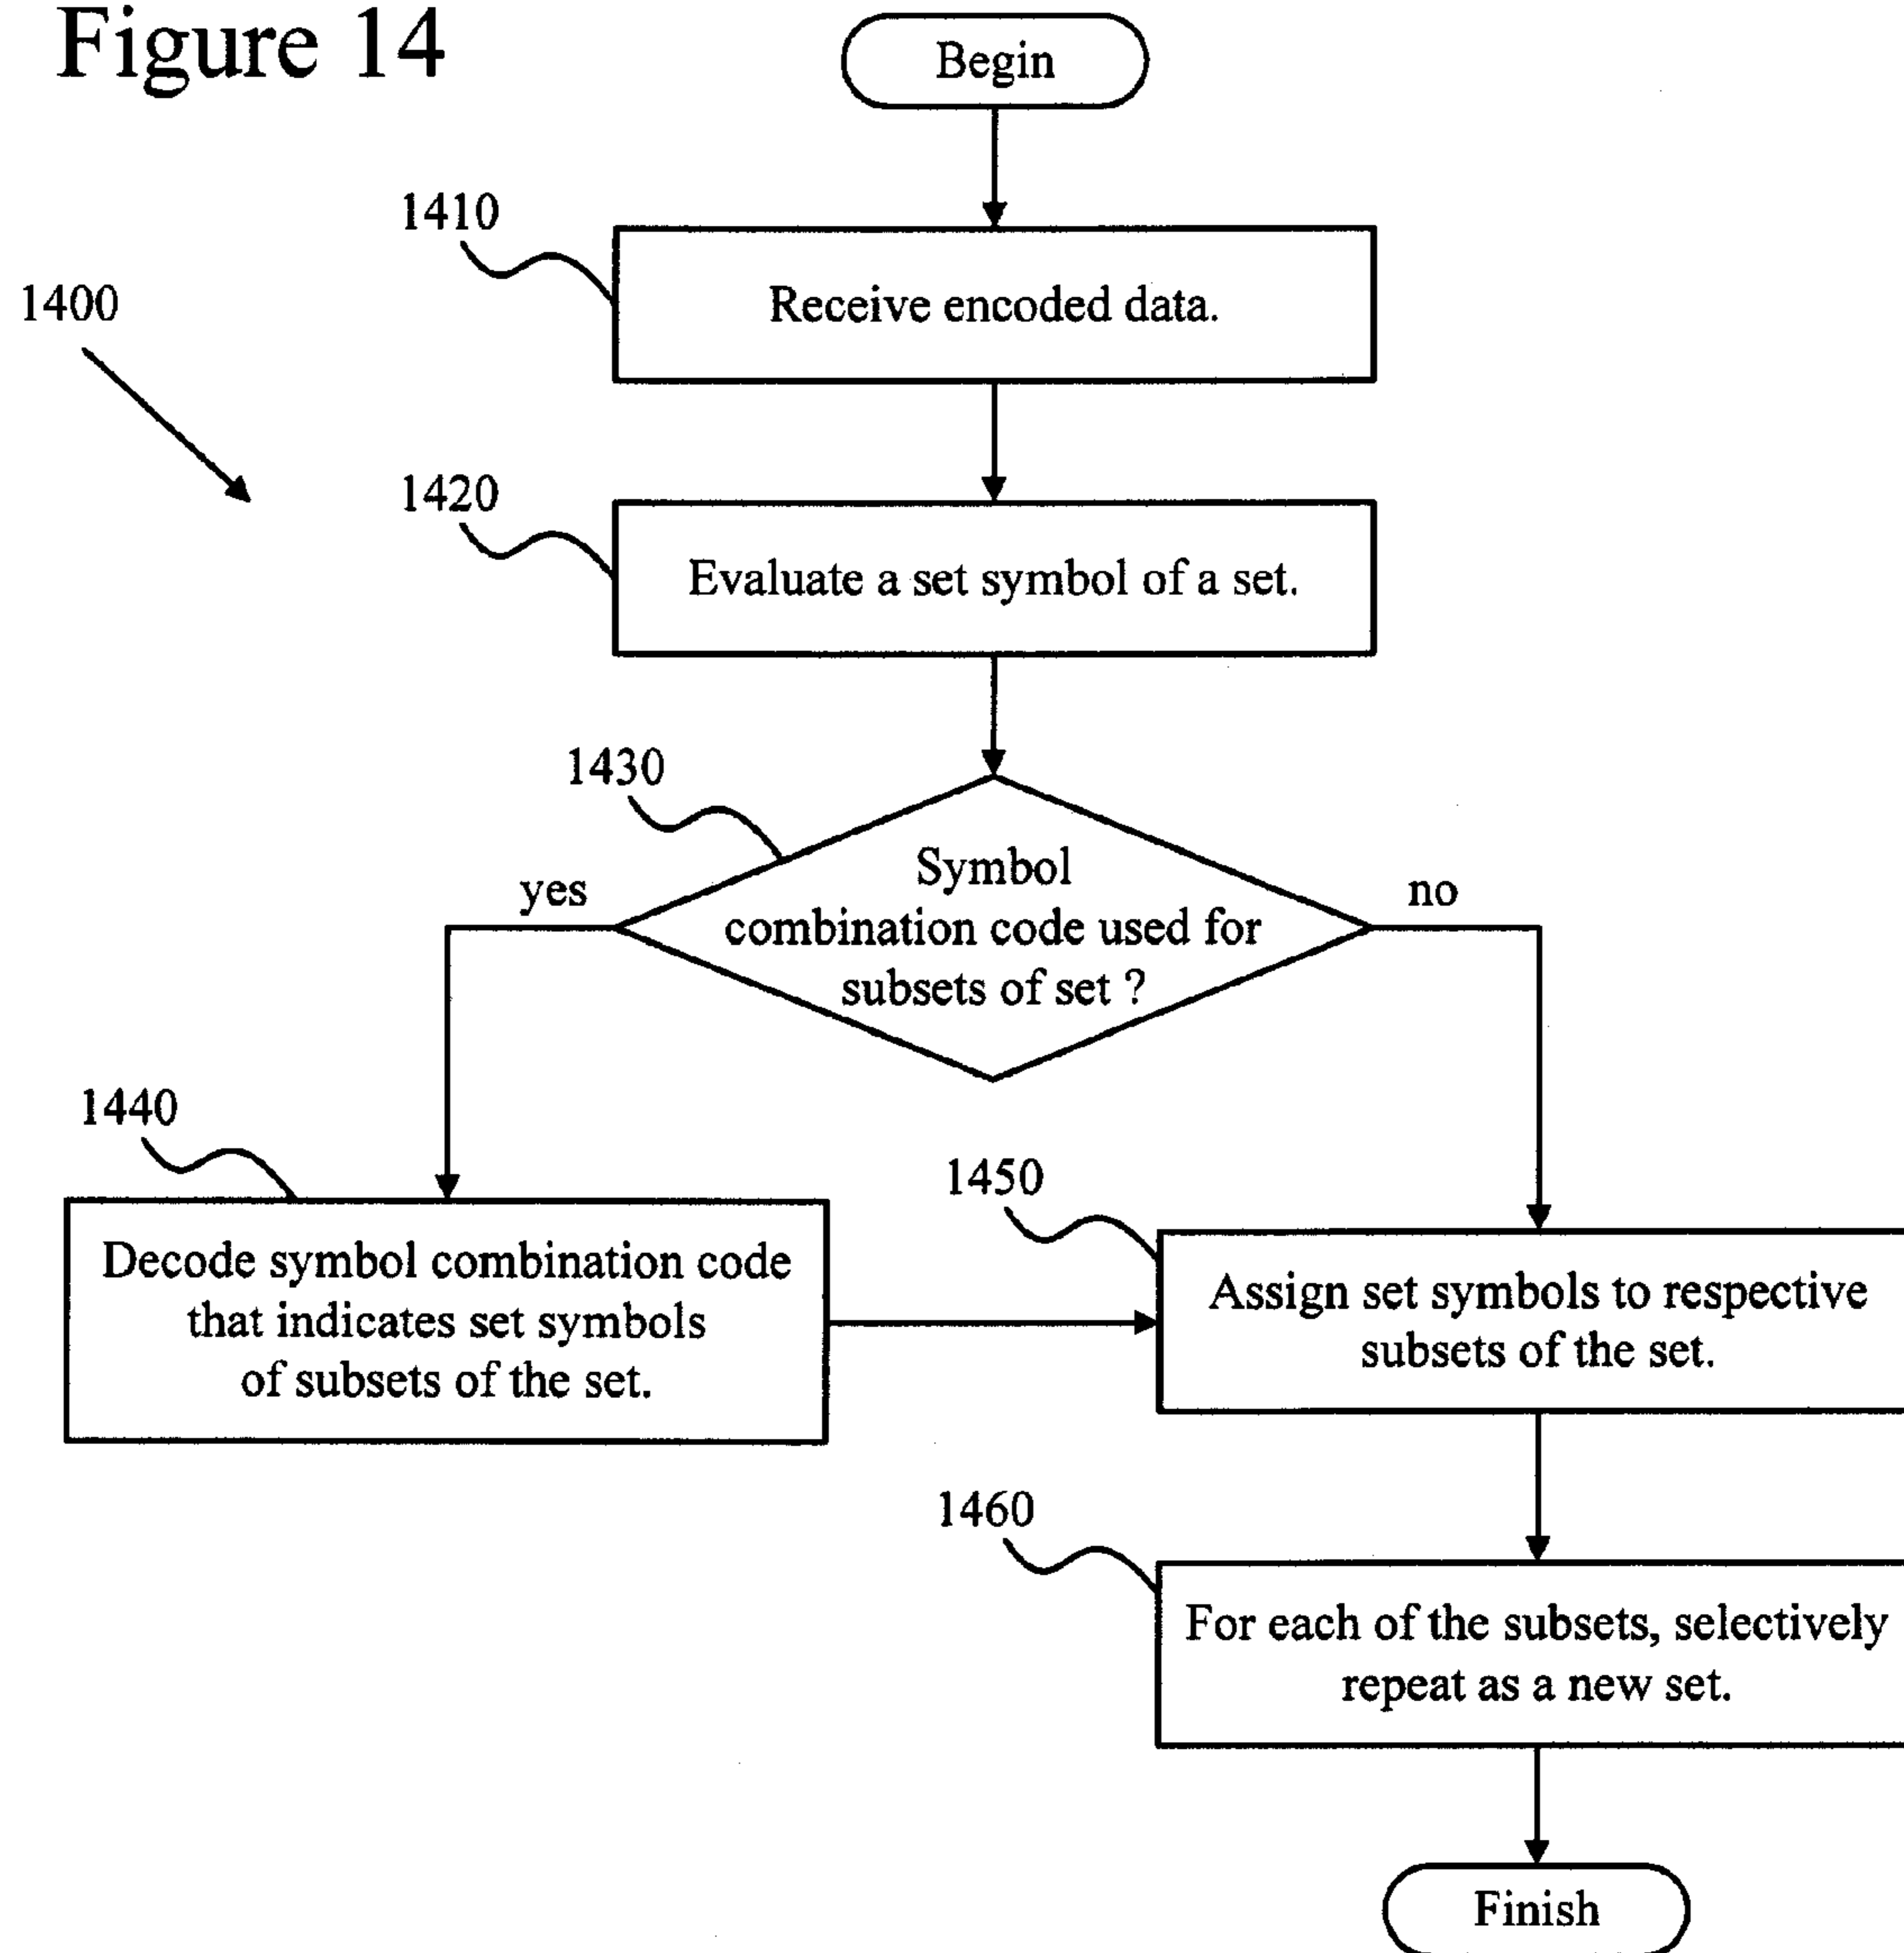 Figure 14
Begin
1410
1400
Receive encoded data.
1420
Evaluate a set symbol of a set.
1430
yes
Symbol
combination code used for
subsets of set ?
no
1440
Decode symbol combination code
that indicates set symbols
of subsets of the set.
1450
Assign set symbols to respective
subsets of the set.
1460
For each of the subsets, selectively
repeat as a new set.
Finish